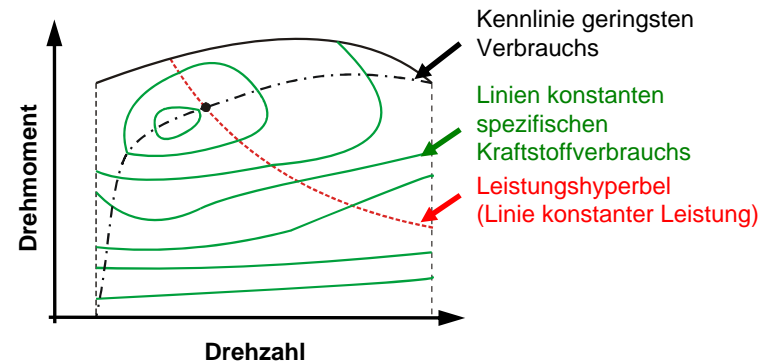 Kennlinie geringsten
Verbrauchs
Linien konstanten
spezifischen
Kraftstoffverbrauchs
Leistungshyperbel
(Linie konstanter Leistung)
Drehmoment
Drehzahl